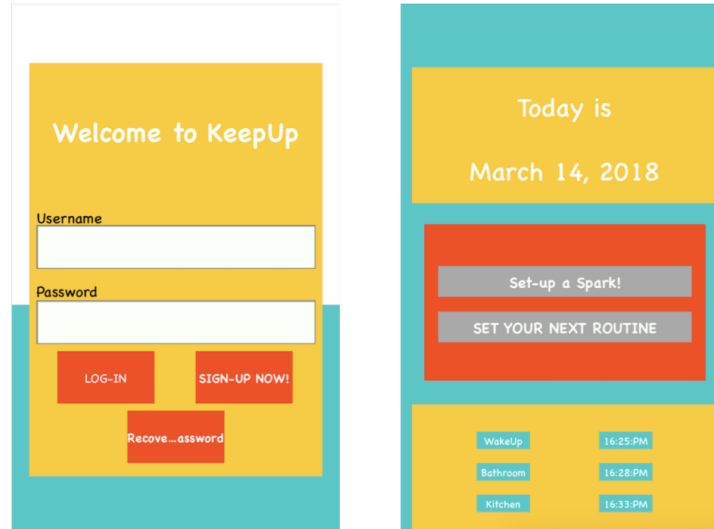 Welcome to KeepUp
Username
Password
LOG-IN
SIGN-UP NOW!
Recove...assword
Today is
March 14, 2018
Set-up a Spark!
SET YOUR NEXT ROUTINE
WakeUp 16:25:PM
Bathroom 16:28:PM
Kitchen 16:33:PM